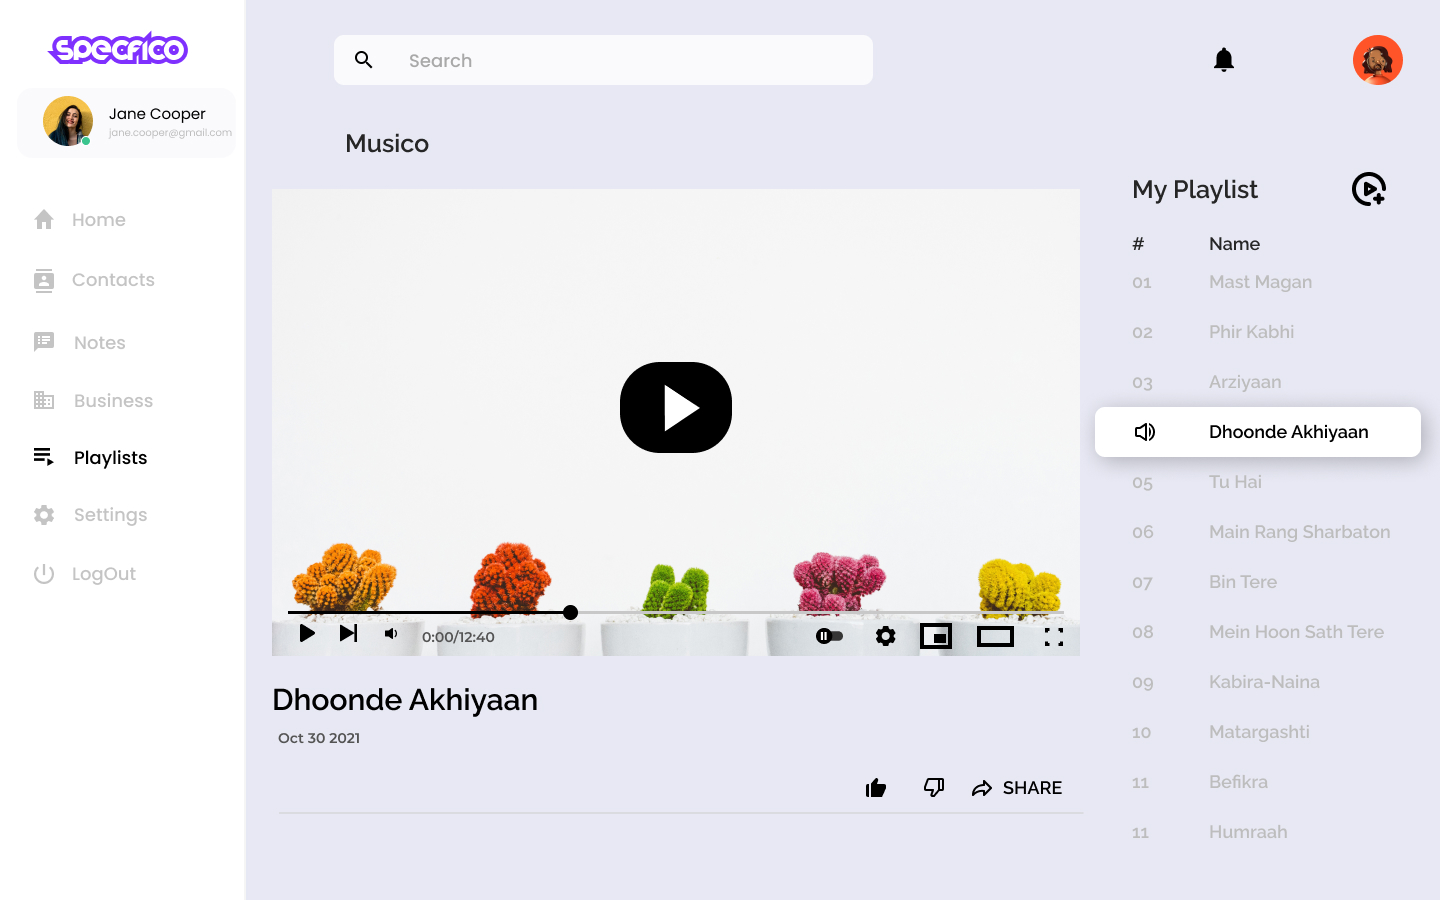 specfico
Jane Cooper
jane.cooper@gmail.com
Home
Contacts
Notes
Business
Playlists
Settings
LogOut
Search
Musico
0:00/12:40
Dhoonde Akhiyaan
Oct 30 2021
SHARE
My Playlist
# Name
01 Mast Magan
02 Phir Kabhi
03 Arziyaan
Dhoonde Akhiyaan
05 Tu Hai
06 Main Rang Sharbaton
07 Bin Tere
08 Mein Hoon Sath Tere
09 Kabira-Naina
10 Matargashti
11 Befikra
11 Humraah